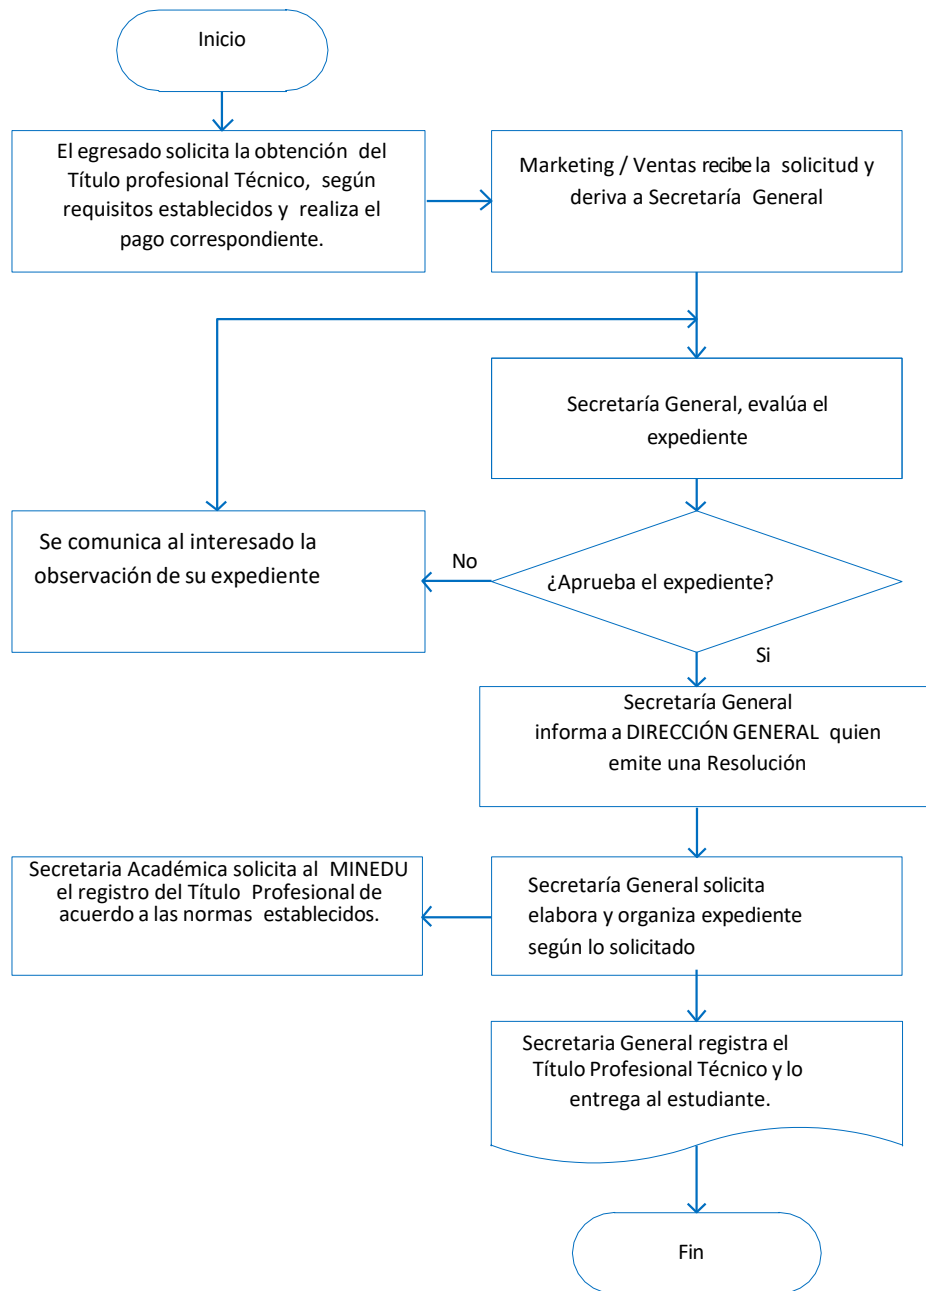 Inicio
El egresado solicita la obtención del
Título profesional Técnico, según
requisitos establecidos y realiza el
pago correspondiente.
Marketing / Ventas recibe la solicitud y
deriva a Secretaría General
Secretaría General, evalúa el
expediente
Se comunica al interesado la
observación de su expediente
No
¿Aprueba el expediente?
Si
Secretaría General
informa a DIRECCIÓN GENERAL quien
emite una Resolución
Secretaria Académica solicita al MINEDU
el registro del Título Profesional de
acuerdo a las normas establecidos.
Secretaría General solicita
elabora y organiza expediente
según lo solicitado
Secretaria General registra el
Título Profesional Técnico y lo
entrega al estudiante.
Fin